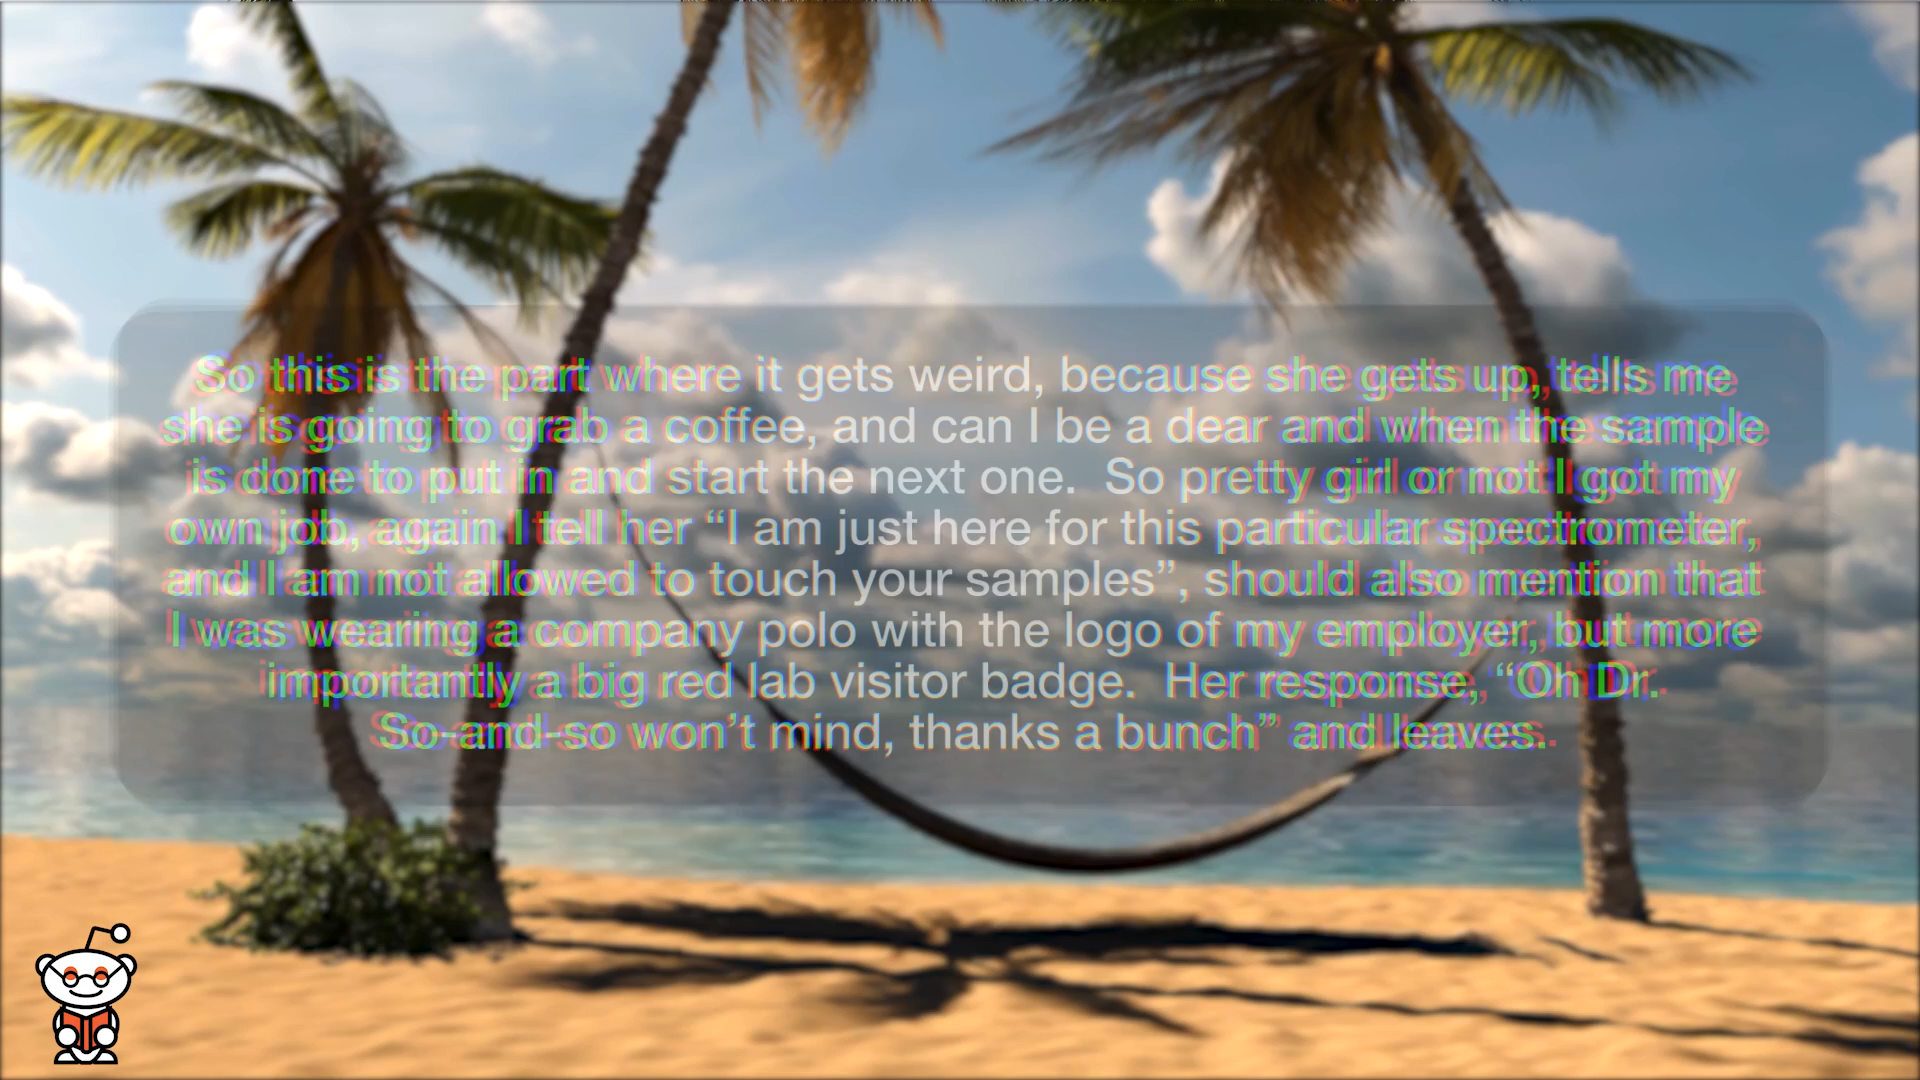 So this is the part where it gets weird, because she gets up, tells me
she is going to grab a coffee, and can I be a dear and when the sample
is done to put in and start the next one.  So pretty girl or not I got my
own job, again I tell her “I am just here for this particular spectrometer,
and I am not allowed to touch your samples”, should also mention that
I was wearing a company polo with the logo of my employer, but more
importantly a big red lab visitor badge.  Her response, “Oh Dr.
So-and-so won’t mind, thanks a bunch” and leaves.